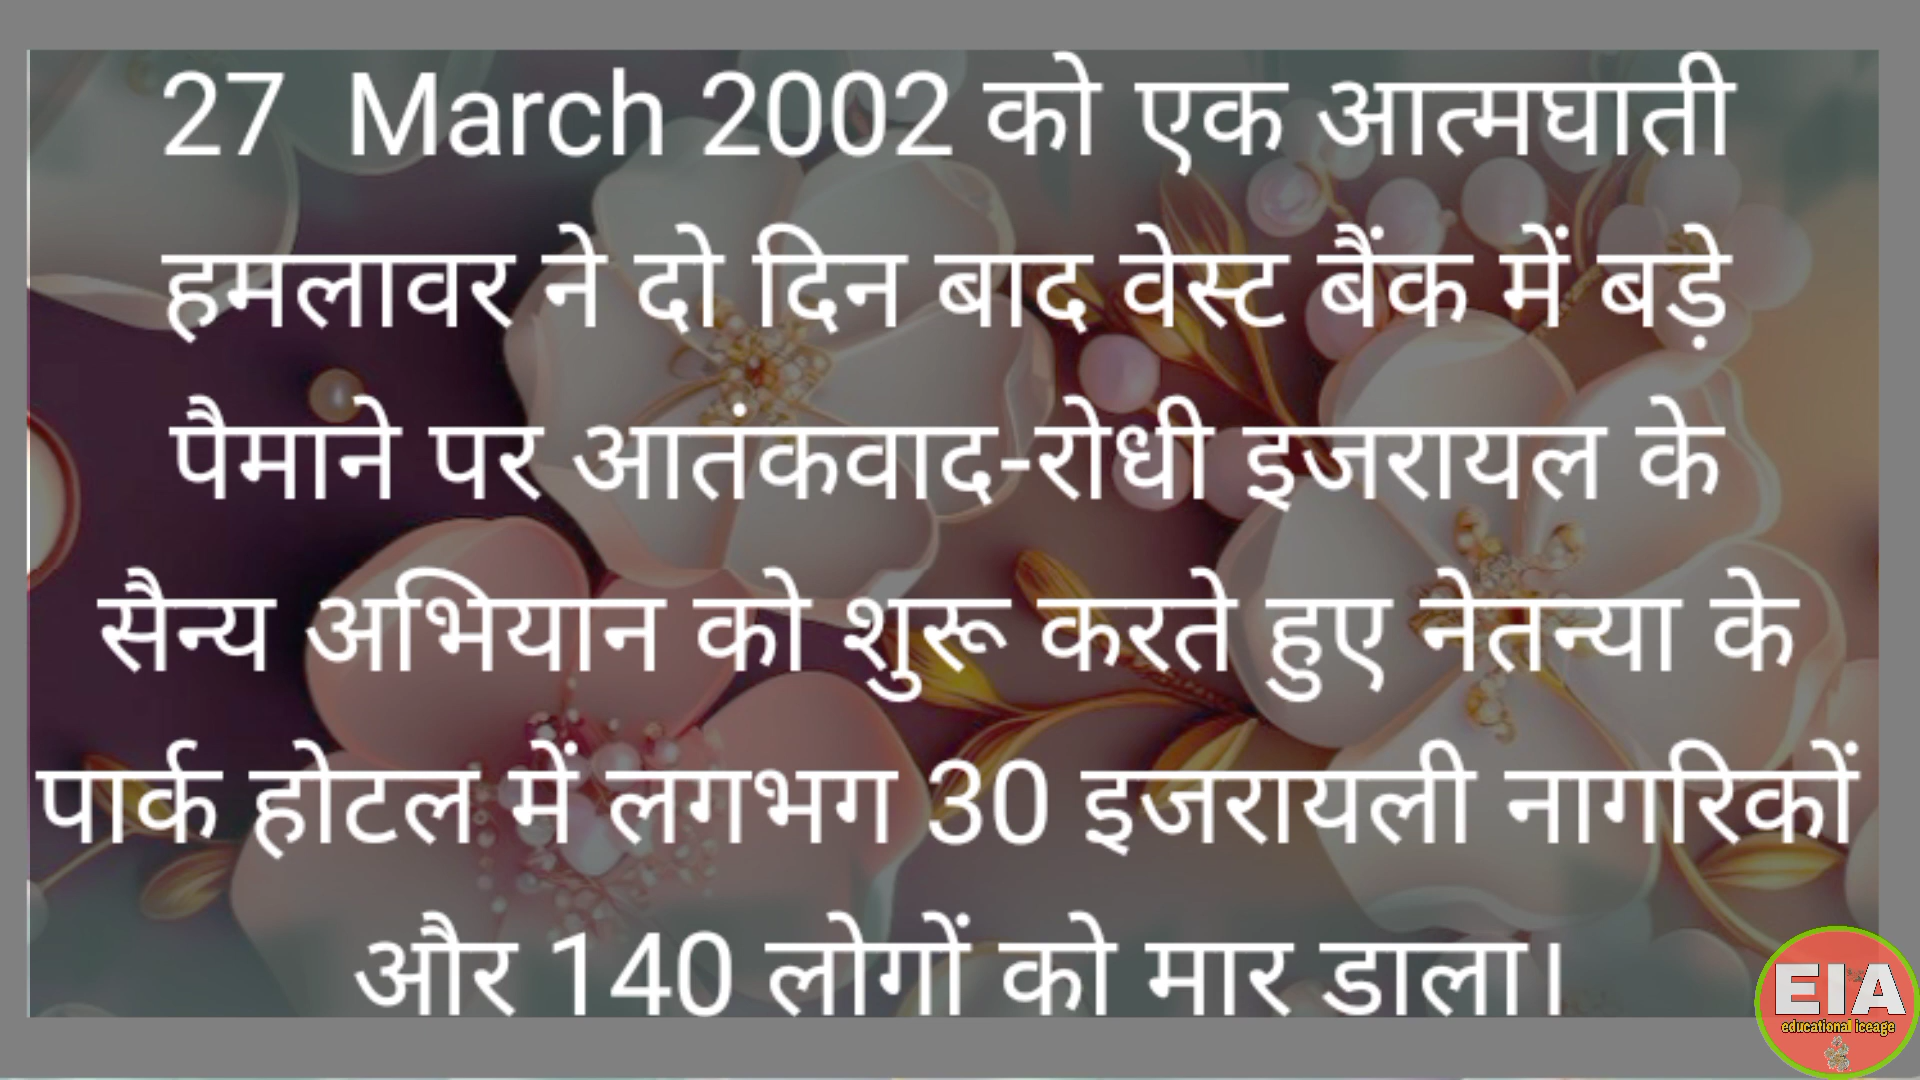 27 March 2002 को एक आत्मघाती
हमलावर ने दो दिन बाद वेस्ट बैंक में बड़े
पैमाने पर आतंकवाद-रोधी इजरायल के
सैन्य अभियान को शुरू करते हुए नेतन्या के
पार्क होटल में लगभग 30 इजरायली नागरिकों
और 140 लोगों को मार डाला।
EIA
educational iceage